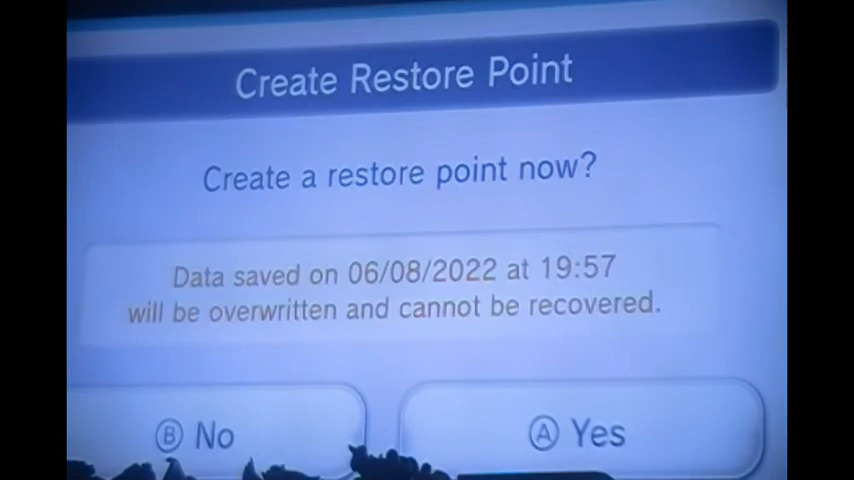 Create Restore Point
Create a restore point now?
Data saved on 06/08/2022 at 19:57
will be overwritten and cannot be recovered.
Ⓑ No
Ⓐ Yes